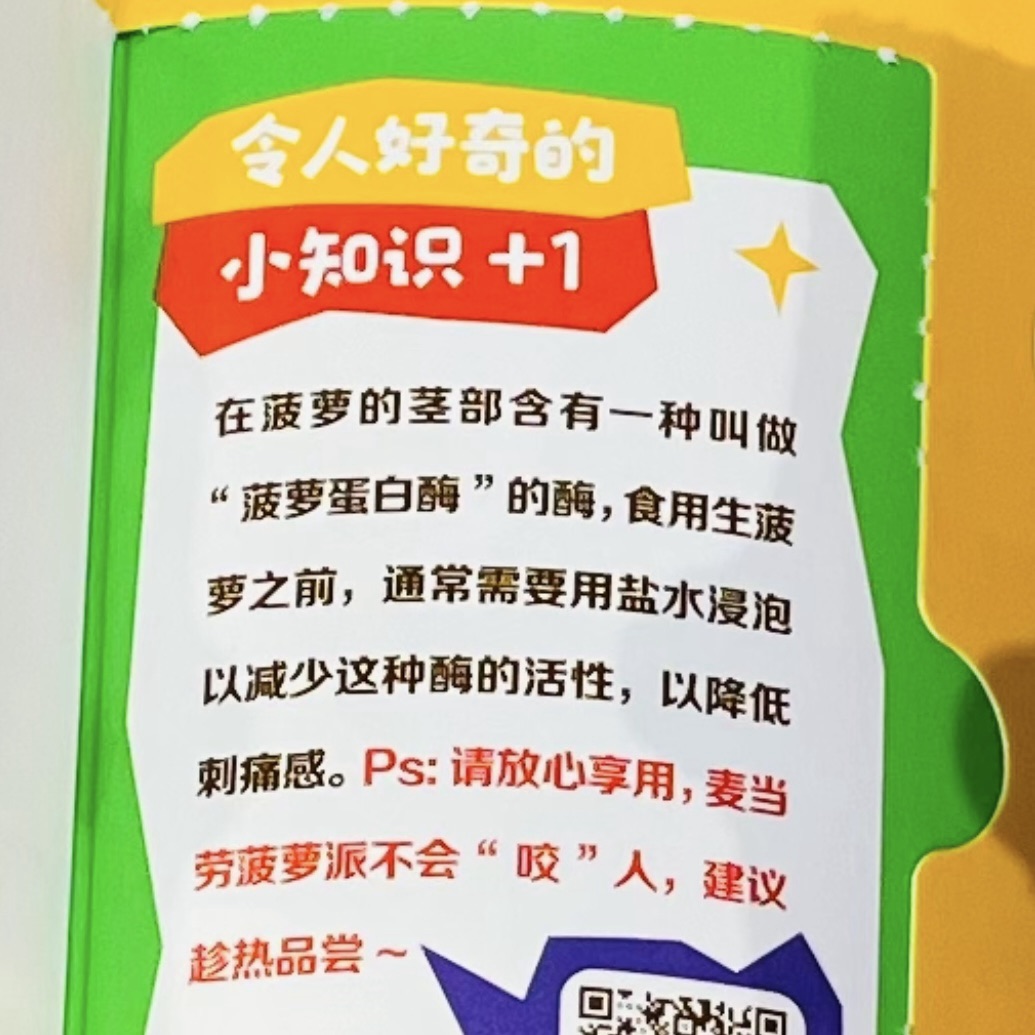 令人好奇的
小知识 +1
在菠萝的茎部含有一种叫做
“菠萝蛋白酶”的酶，食用生菠
萝之前，通常需要用盐水浸泡
以减少这种酶的活性，以降低
刺痛感。Ps: 请放心享用，麦当
劳菠萝派不会“咬”人，建议
趁热品尝～